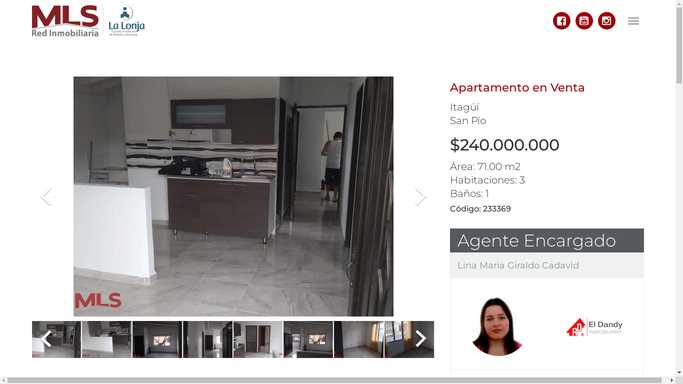 MLS
Red Inmobiliaria
La Lonja
Apartamento en Venta
Itagüí
San Pío
$240.000.000
Área: 71.00 m2
Habitaciones: 3
Baños: 1
Código: 233369
Agente Encargado
Lina Maria Giraldo Cadavid
El Dandy
MLS